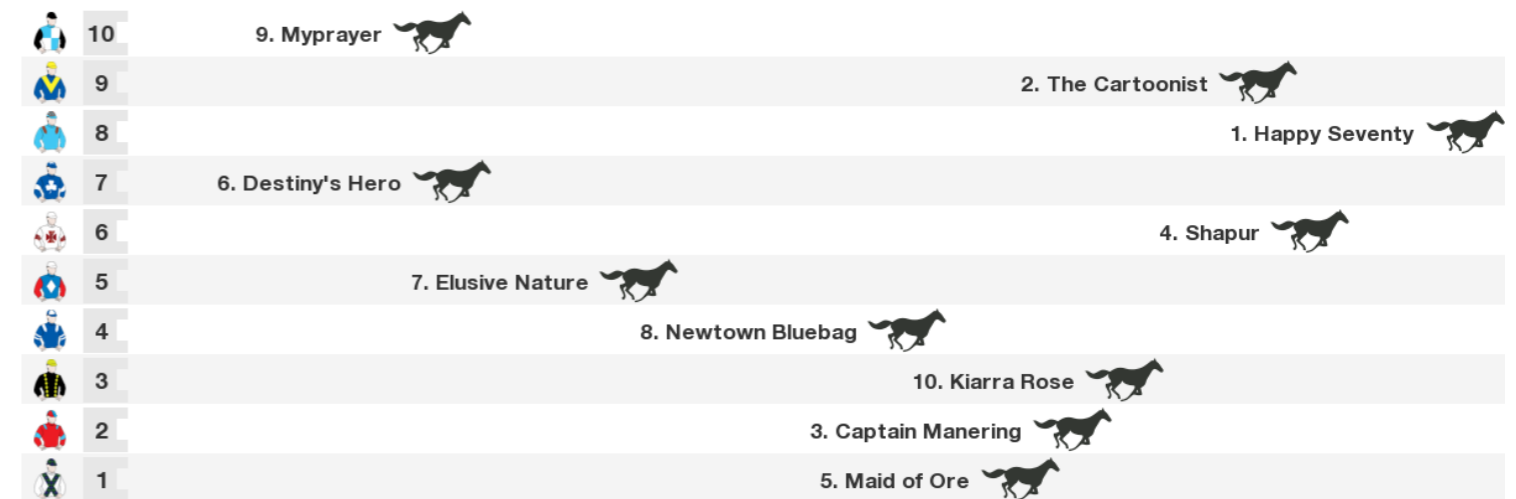 10 9. Myprayer
9 2. The Cartoonist
8 1. Happy Seventy
7 6. Destiny's Hero
6 4. Shapur
5 7. Elusive Nature
4 8. Newtown Bluebag
3 10. Kiarra Rose
2 3. Captain Manering
1 5. Maid of Ore